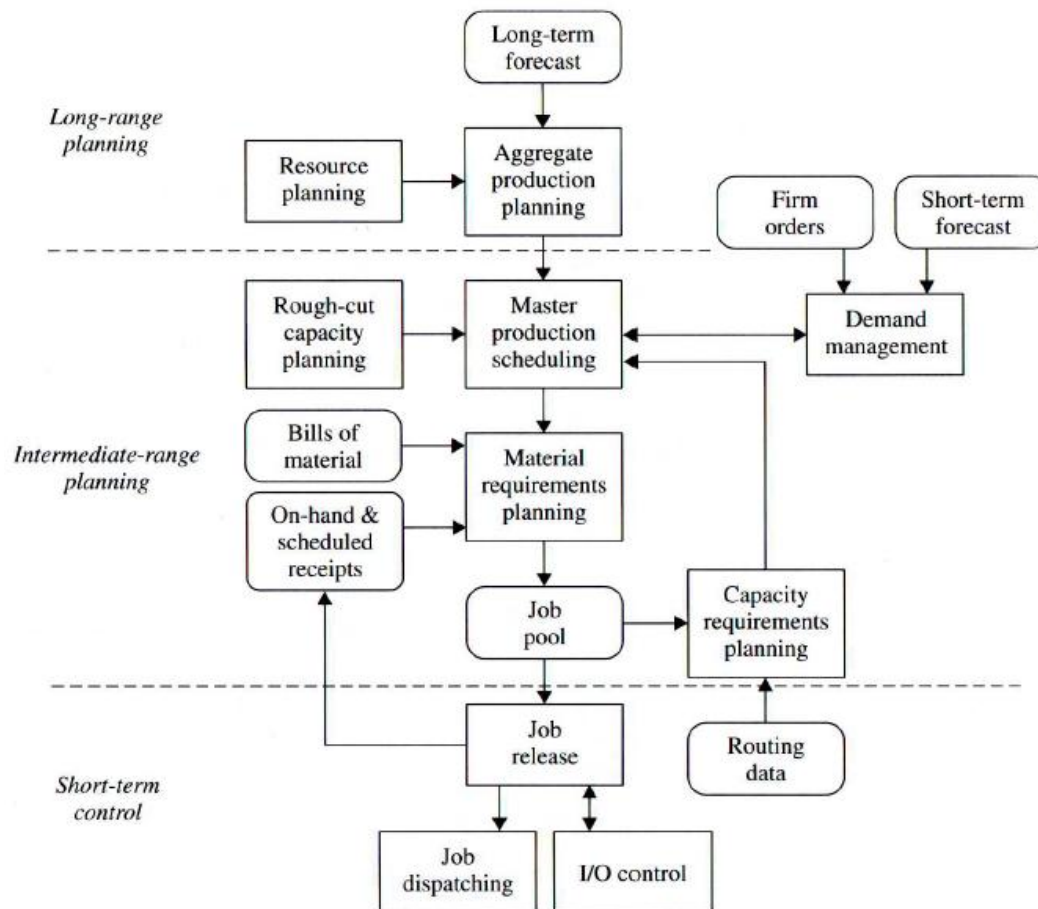 Long-term
forecast
Long-range
planning
Resource
planning
Aggregate
production
planning
Firm
orders
Short-term
forecast
Rough-cut
capacity
planning
Master
production
scheduling
Demand
management
Bills of
material
Intermediate-range
planning
Material
requirements
planning
On-hand &
scheduled
receipts
Job
pool
Capacity
requirements
planning
Job
release
Routing
data
Short-term
control
Job
dispatching
I/O control